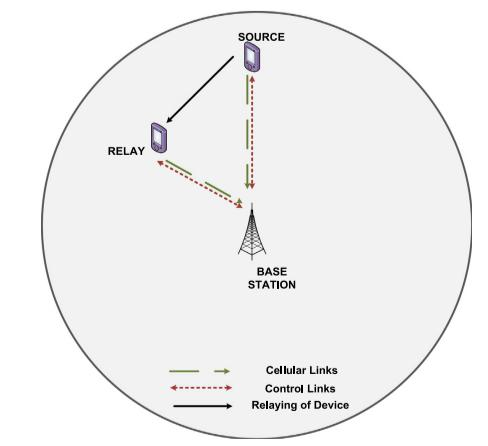 SOURCE
RELAY
BASE
STATION
Cellular Links
Control Links
Relaying of Device